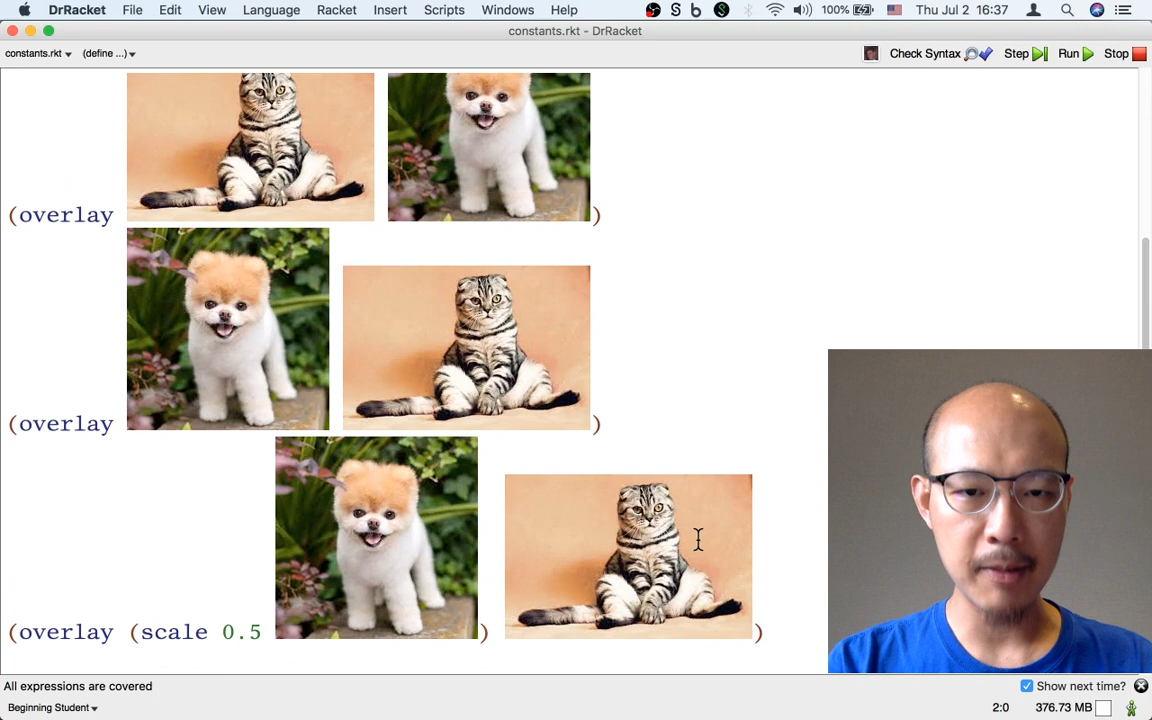 DrRacket File Edit View Language Racket Insert Scripts Windows Help 100% Thu Jul 2 16:37
constants.rkt - DrRacket
constants.rkt (define ...) Check Syntax Step Run Stop
(overlay )
(overlay )
(overlay (scale 0.5 ) )
All expressions are covered Show next time?
Beginning Student 2:0 376.73 MB